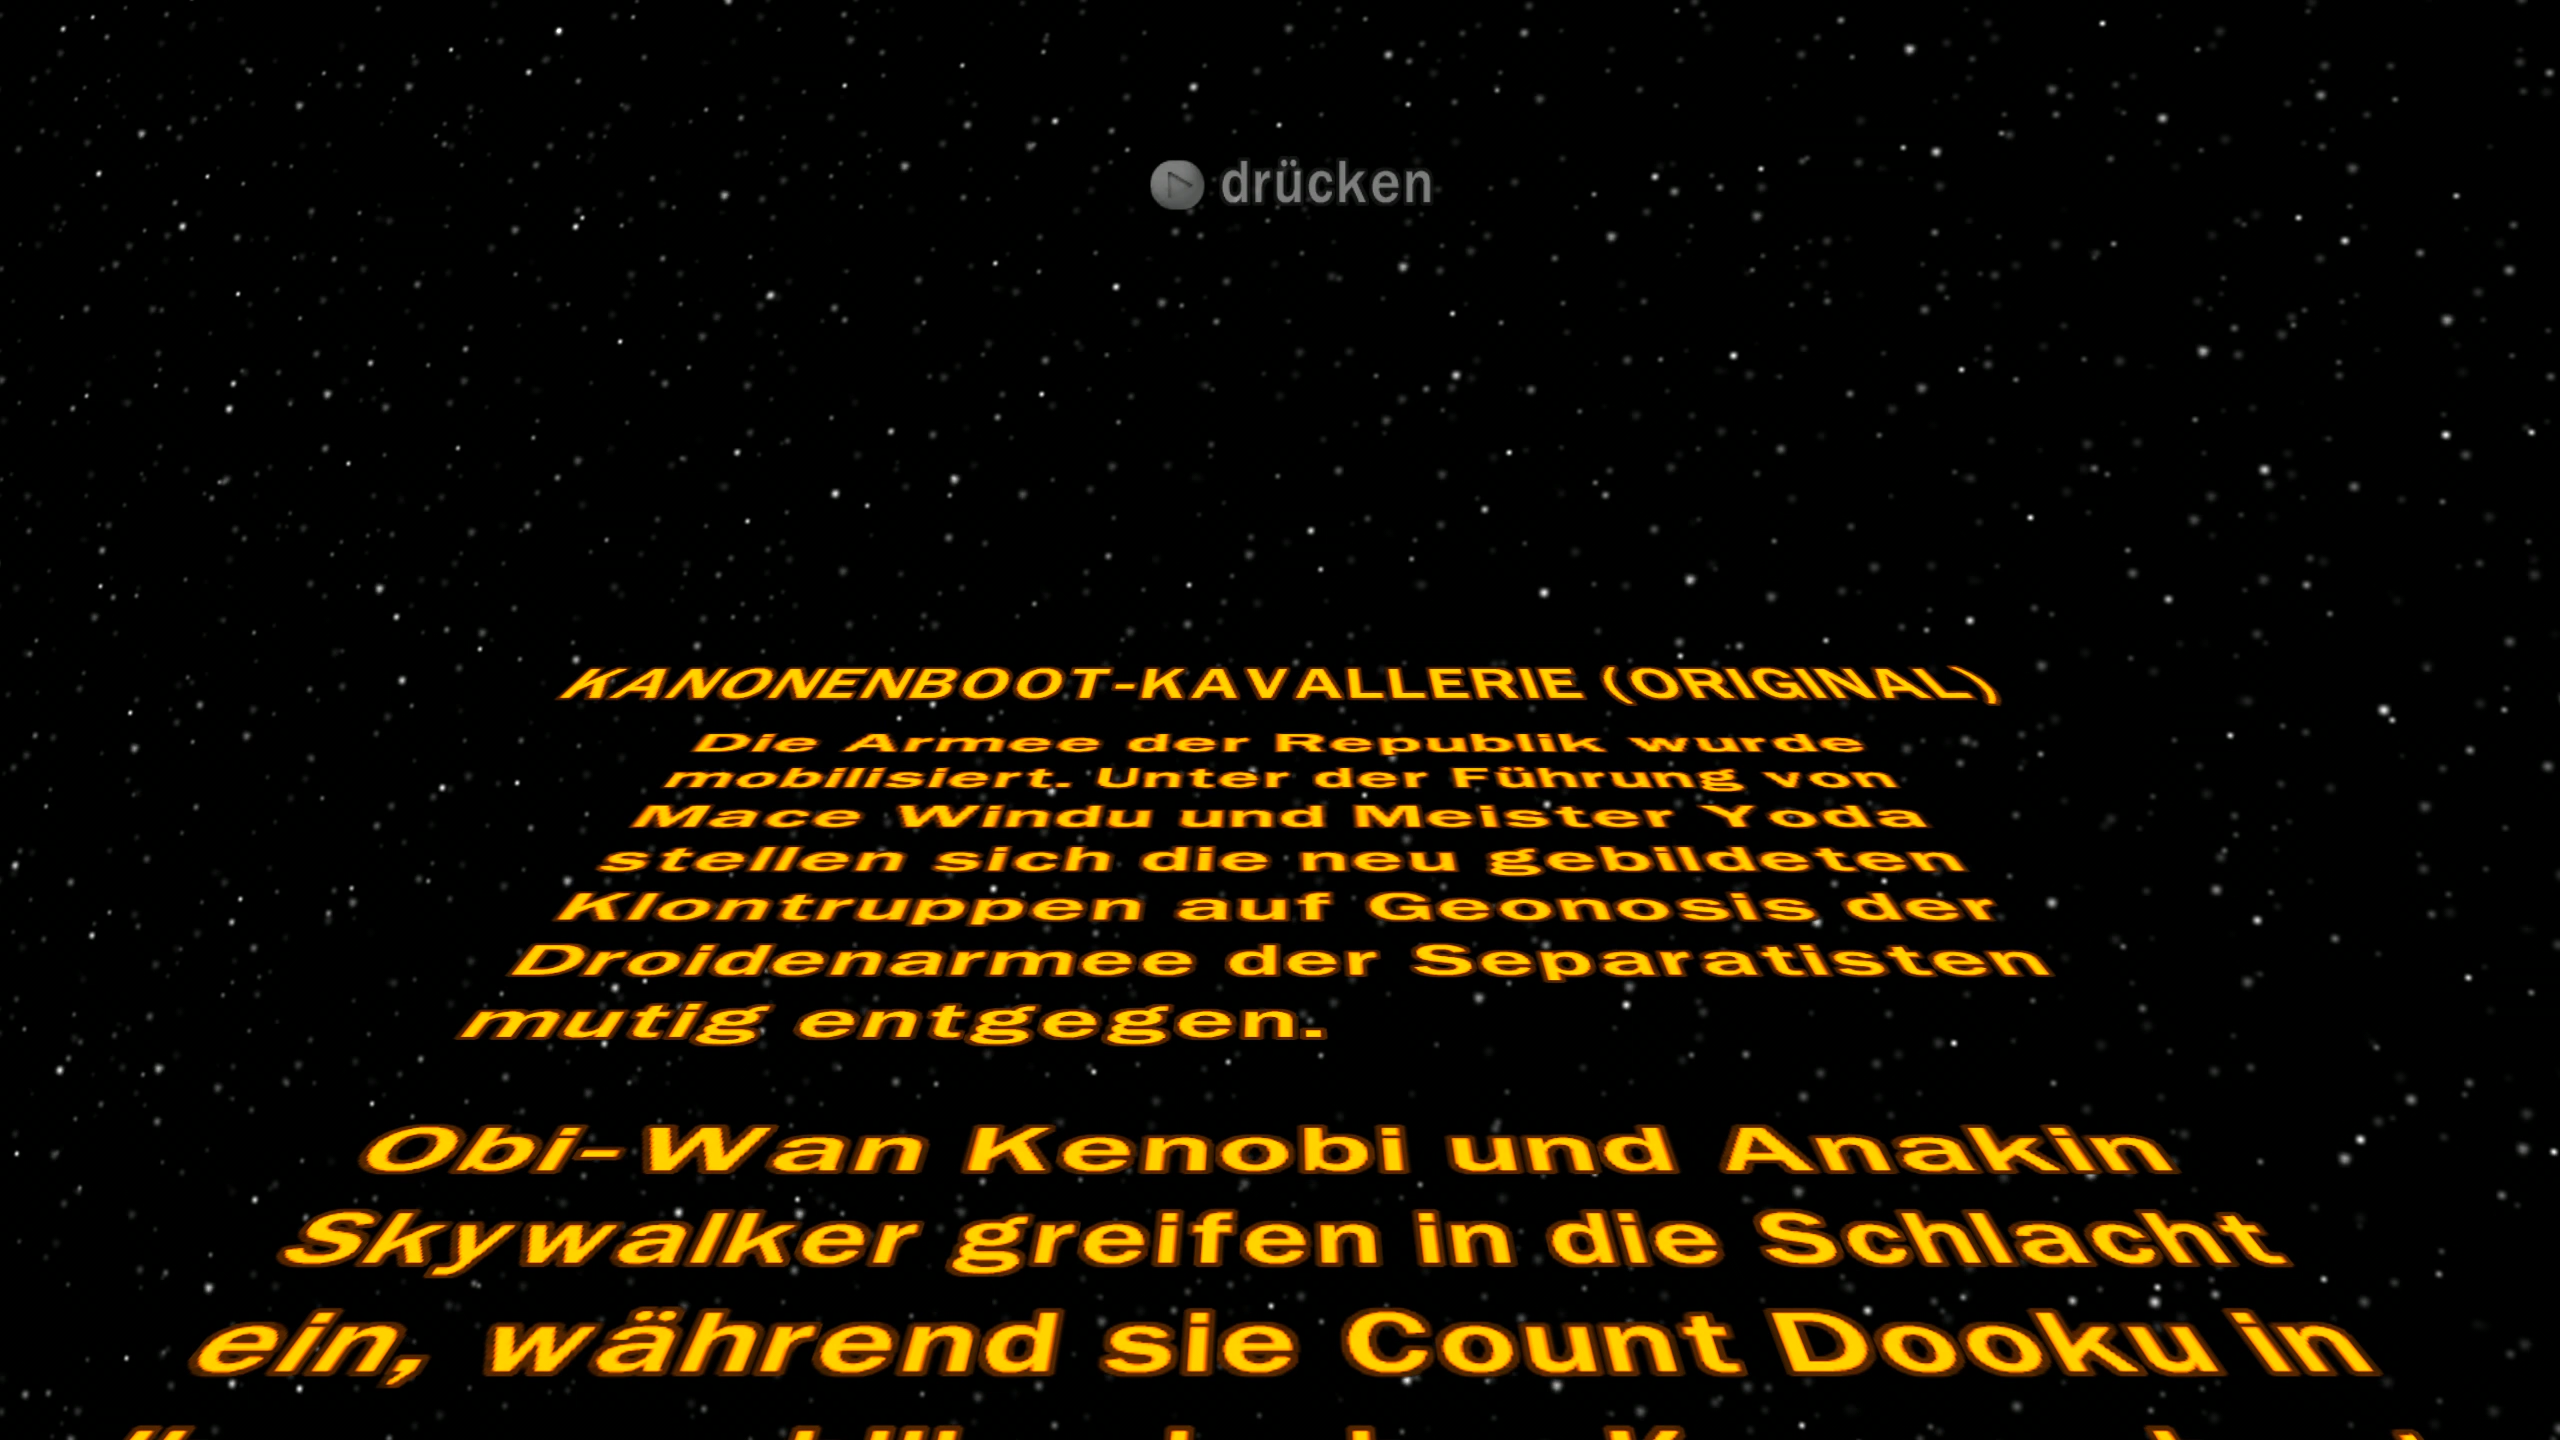 drücken
KANONENBOOT-KAVALLERIE (ORIGINAL)
Die Armee der Republik wurde
mobilisiert. Unter der Führung von
Mace Windu und Meister Yoda
stellen sich die neu gebildeten
Klontruppen auf Geonosis der
Droidenarmee der Separatisten
mutig entgegen.
Obi-Wan Kenobi und Anakin
Skywalker greifen in die Schlacht
ein, während sie Count Dooku in